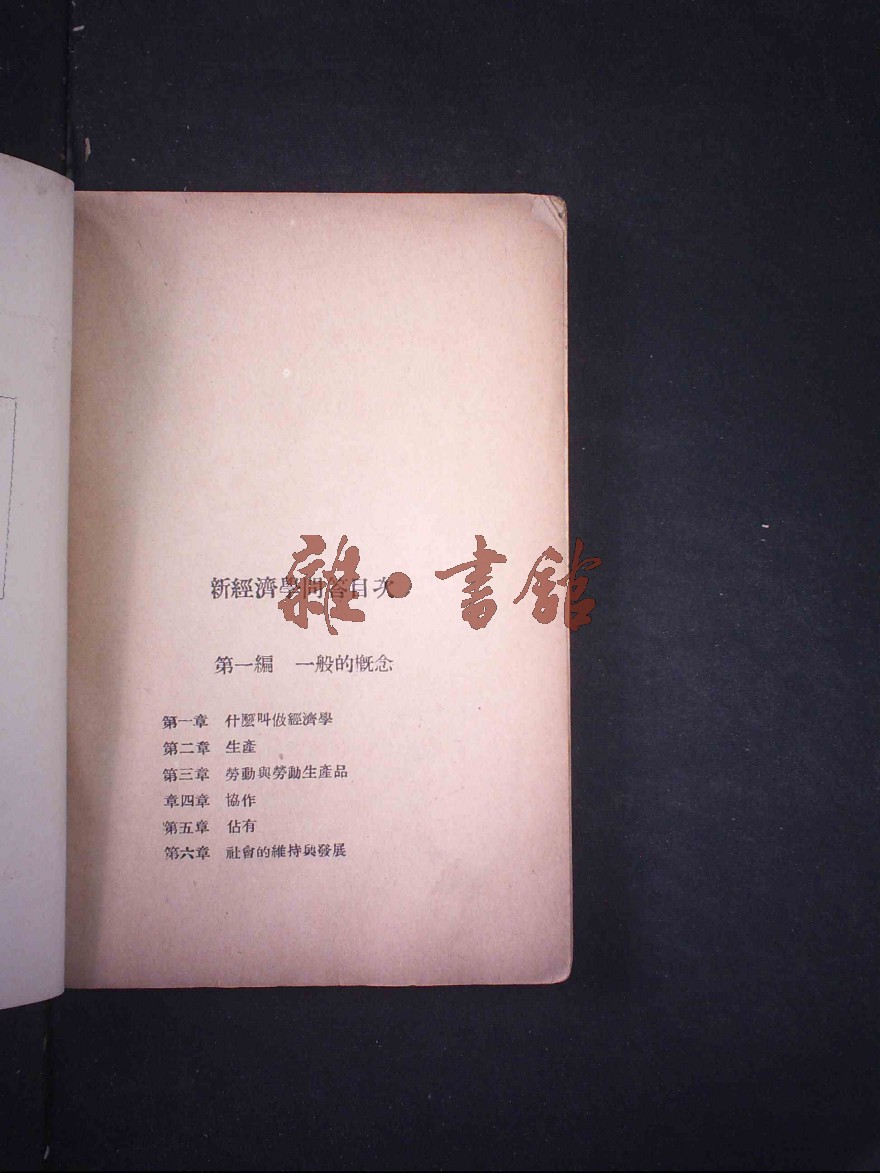 新經濟學問答目次
雜·書館
第一編 一般的概念
第一章 什麼叫做經濟學
第二章 生產
第三章 勞動與勞動生產品
章四章 協作
第五章 佔有
第六章 社會的維持與發展